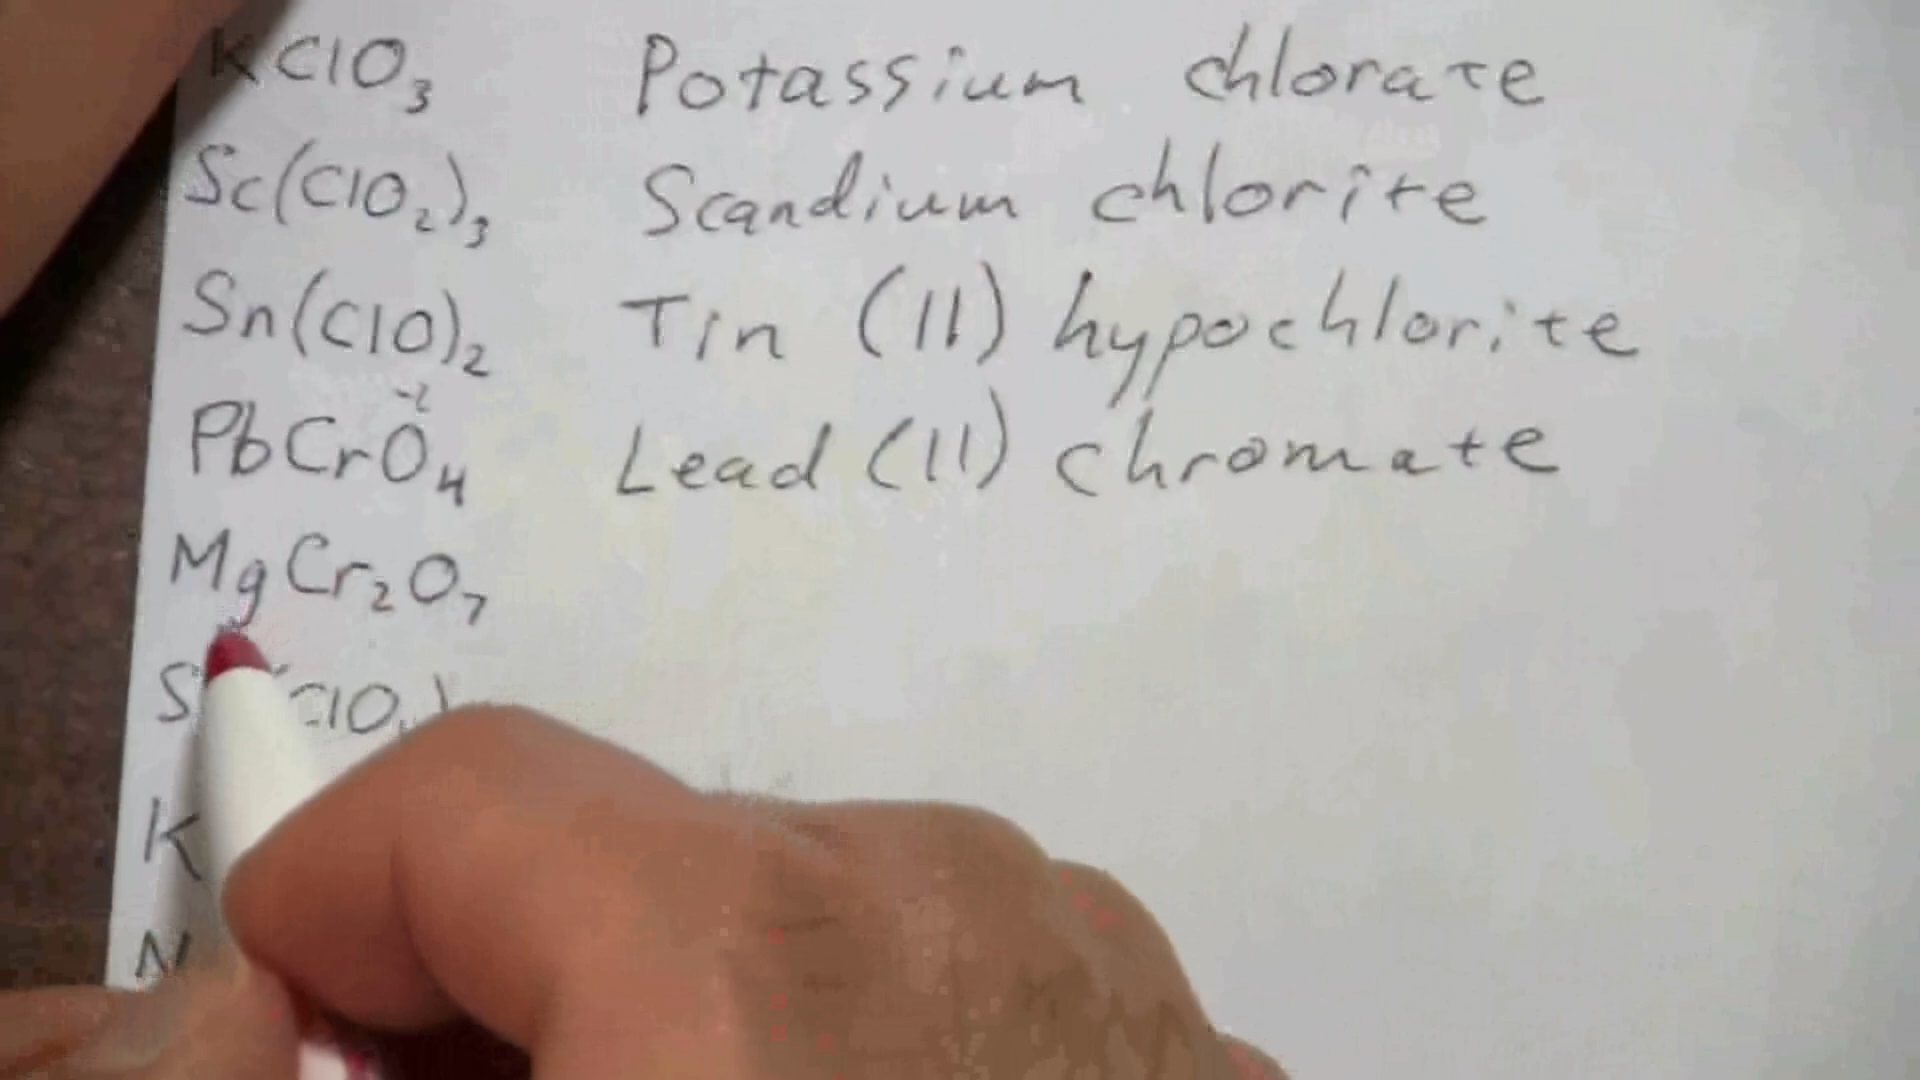 KClO₃ Potassium chlorate
Sc(ClO₂)₃ Scandium chlorite
Sn(ClO)₂ Tin (II) hypochlorite
PbCrO₄⁻² Lead (II) chromate
MgCr₂O₇
K
N